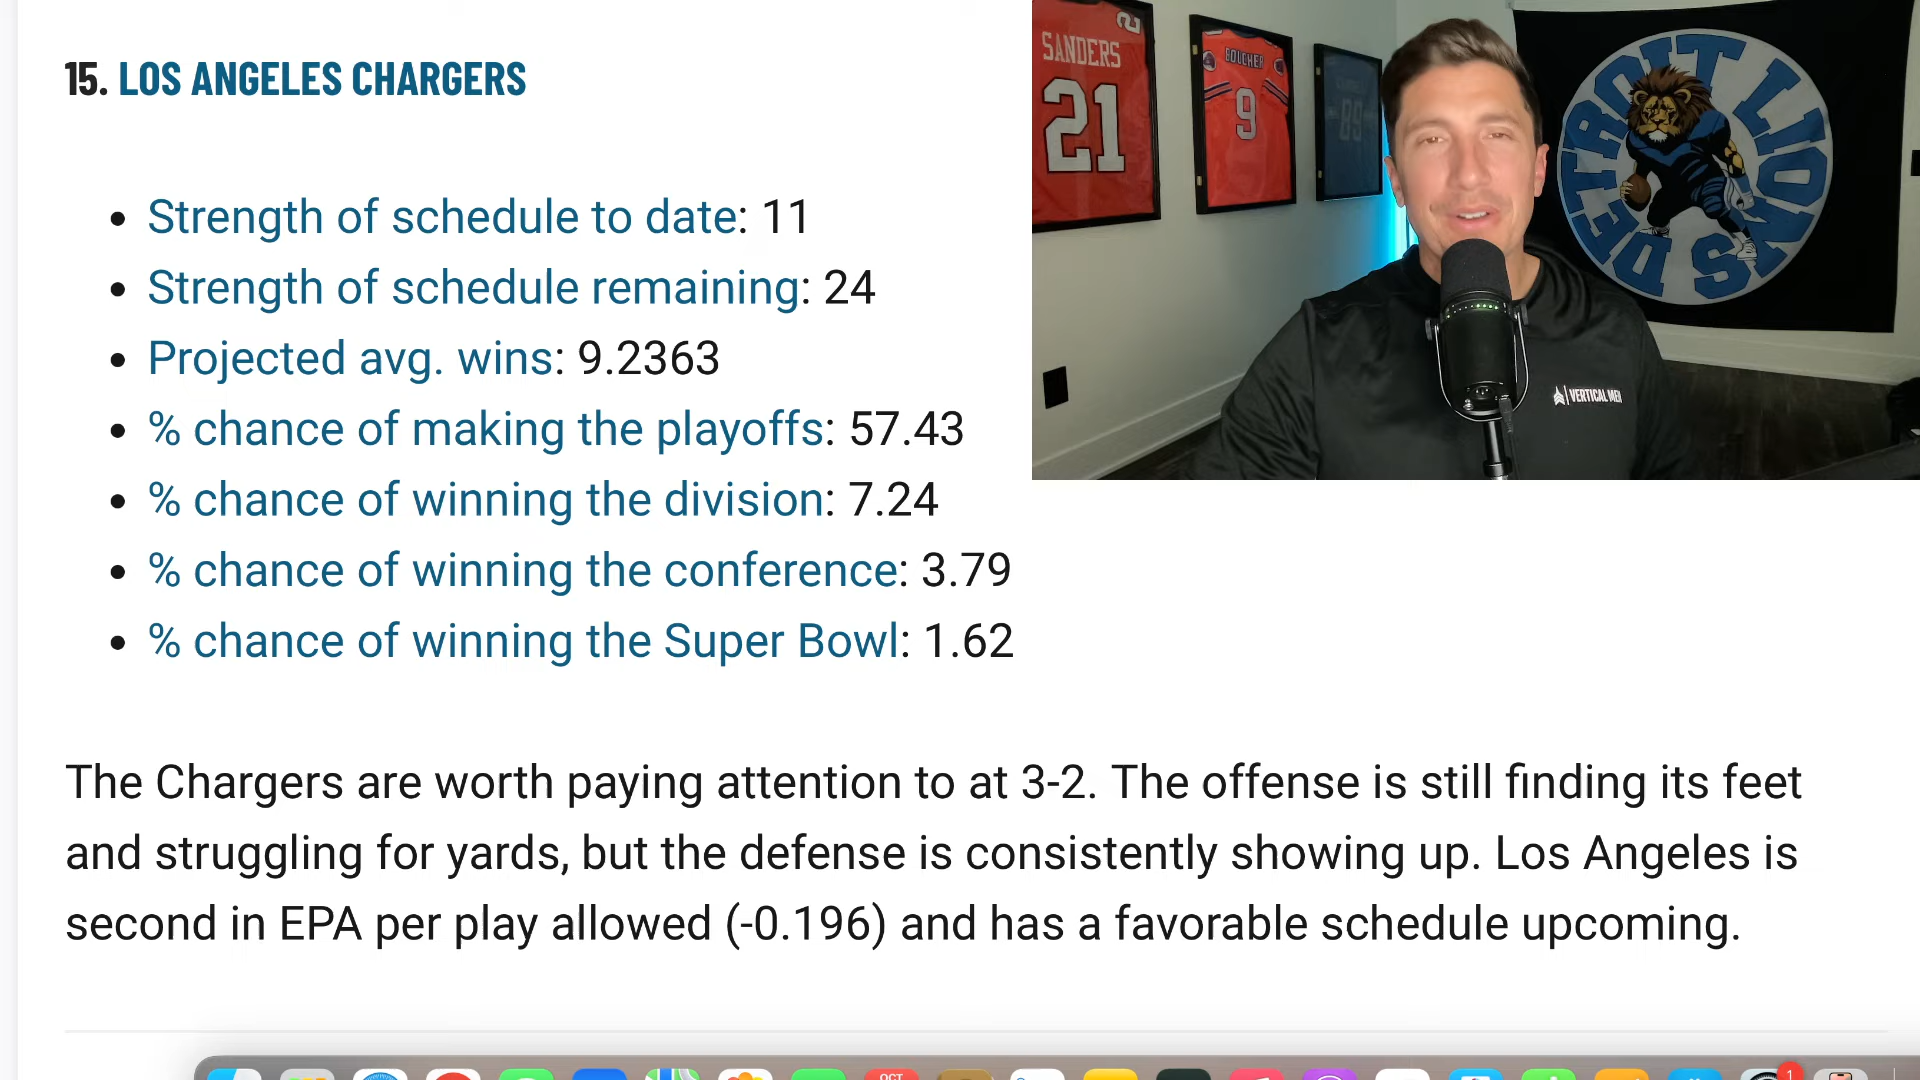 15. LOS ANGELES CHARGERS
Strength of schedule to date: 11
Strength of schedule remaining: 24
Projected avg. wins: 9.2363
% chance of making the playoffs: 57.43
% chance of winning the division: 7.24
% chance of winning the conference: 3.79
% chance of winning the Super Bowl: 1.62
The Chargers are worth paying attention to at 3-2. The offense is still finding its feet
and struggling for yards, but the defense is consistently showing up. Los Angeles is
second in EPA per play allowed (-0.196) and has a favorable schedule upcoming.
SANDERS
21
BOUCHER
9
89
DETROIT LIONS
VERTICAL MEN
OCT
1